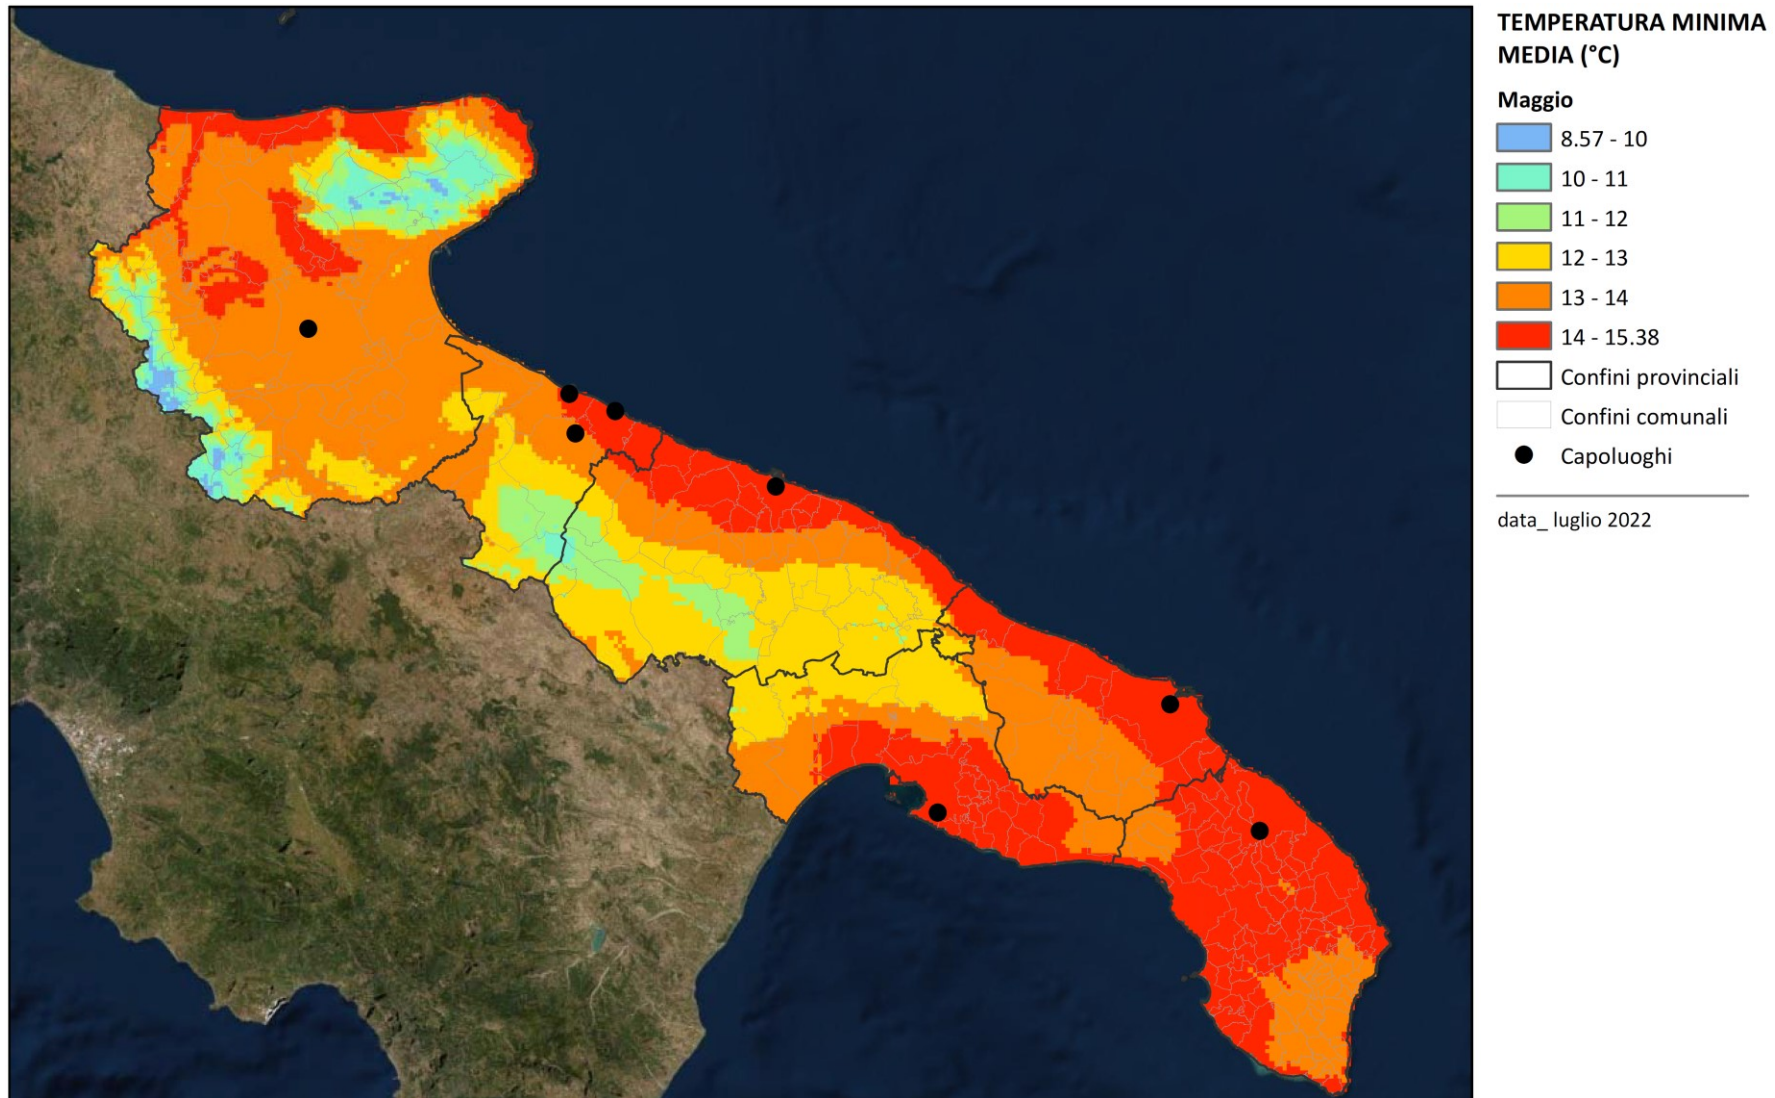 TEMPERATURA MINIMA
MEDIA (°C)
Maggio
8.57 - 10
10 - 11
11 - 12
12 - 13
13 - 14
14 - 15.38
Confini provinciali
Confini comunali
Capoluoghi
data_ luglio 2022